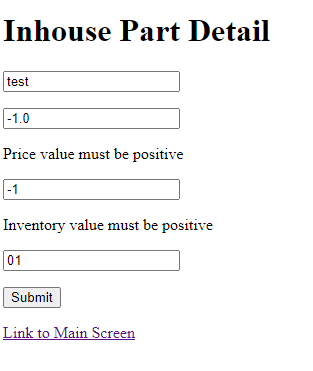 Inhouse Part Detail
test
-1.0
Price value must be positive
-1
Inventory value must be positive
01
Submit
Link to Main Screen